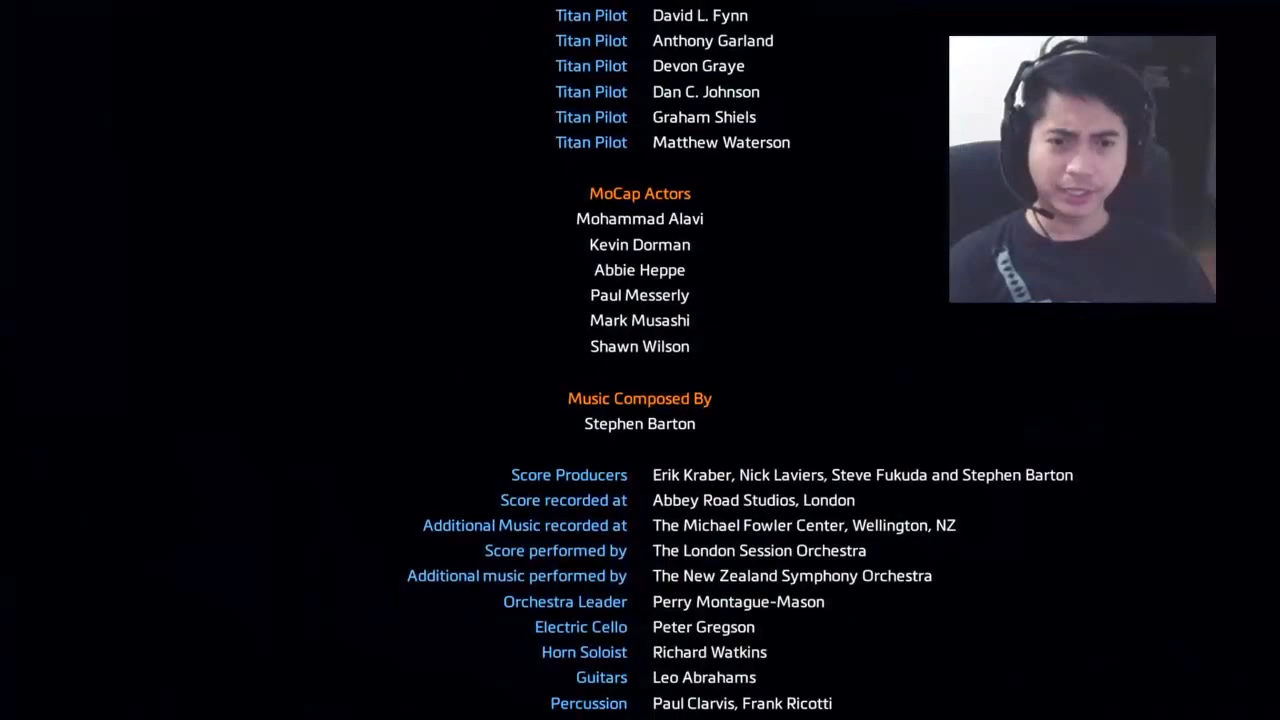 Titan Pilot David L. Fynn
Titan Pilot Anthony Garland
Titan Pilot Devon Graye
Titan Pilot Dan C. Johnson
Titan Pilot Graham Shiels
Titan Pilot Matthew Waterson
MoCap Actors
Mohammad Alavi
Kevin Dorman
Abbie Heppe
Paul Messerly
Mark Musashi
Shawn Wilson
Music Composed By
Stephen Barton
Score Producers Erik Kraber, Nick Laviers, Steve Fukuda and Stephen Barton
Score recorded at Abbey Road Studios, London
Additional Music recorded at The Michael Fowler Center, Wellington, NZ
Score performed by The London Session Orchestra
Additional music performed by The New Zealand Symphony Orchestra
Orchestra Leader Perry Montague-Mason
Electric Cello Peter Gregson
Horn Soloist Richard Watkins
Guitars Leo Abrahams
Percussion Paul Clarvis, Frank Ricotti